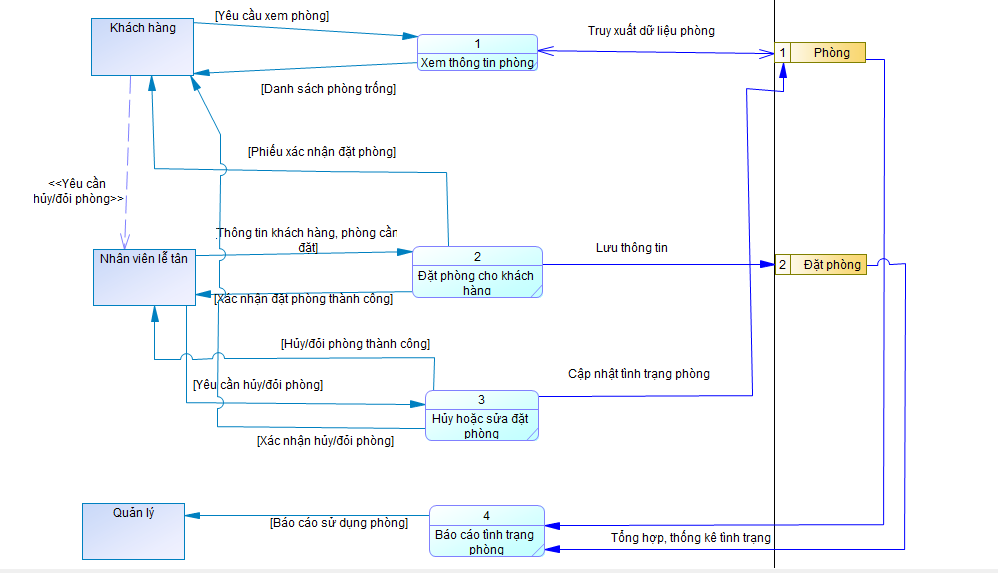 [Yêu cầu xem phòng]
Khách hàng
1
Xem thông tin phòng
Truy xuất dữ liệu phòng
1 Phòng
[Danh sách phòng trống]
[Phiếu xác nhận đặt phòng]
<<Yêu cần
hủy/đổi phòng>>
Thông tin khách hàng, phòng cần
đặt]
Nhân viên lễ tân
2
Đặt phòng cho khách
hàng
Lưu thông tin
2 Đặt phòng
[Xác nhận đặt phòng thành công]
[Hủy/đổi phòng thành công]
[Yêu cần hủy/đổi phòng]
3
Hủy hoặc sửa đặt
phòng
Cập nhật tình trạng phòng
[Xác nhận hủy/đổi phòng]
Quản lý
[Báo cáo sử dụng phòng]
4
Báo cáo tình trạng
phòng
Tổng hợp, thống kê tình trạng